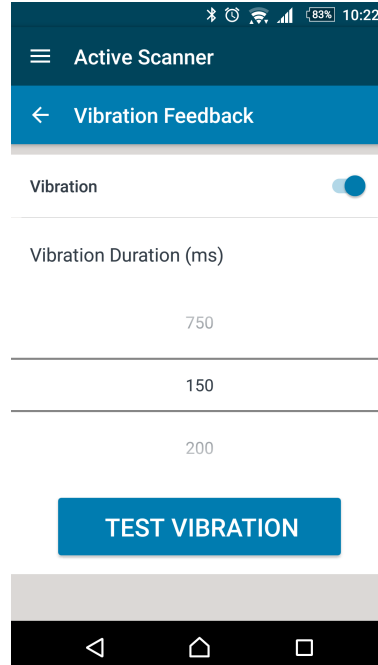 83% 10:22
Active Scanner
Vibration Feedback
Vibration
Vibration Duration (ms)
750
150
200
TEST VIBRATION